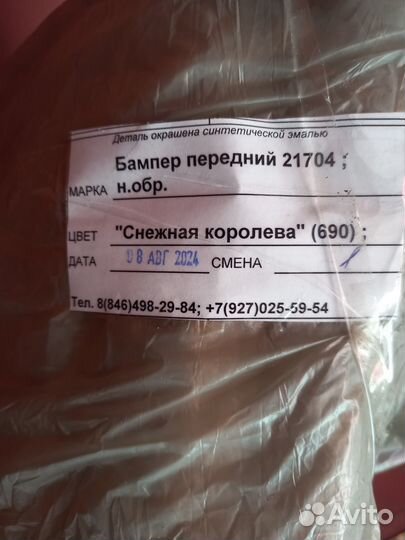 Деталь окрашена синтетической эмалью
Бампер передний 21704 ;
МАРКА н.обр.
ЦВЕТ "Снежная королева" (690) ;
ДАТА 08 АВГ 2024 СМЕНА 1
Тел. 8(846)498-29-84; +7(927)025-59-54
Avito